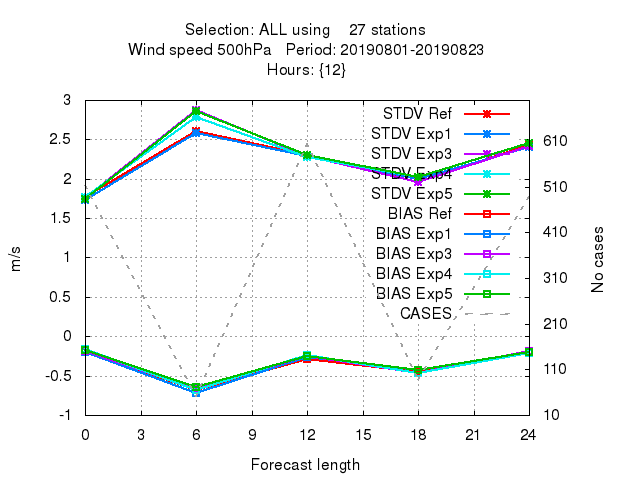 Selection: ALL using 27 stations
Wind speed 500hPa Period: 20190801-20190823
Hours: {12}
3
2.5
2
1.5
1
0.5
0
-0.5
-1
m/s
STDV Ref
STDV Exp1
STDV Exp3
STDV Exp4
STDV Exp5
BIAS Ref
BIAS Exp1
BIAS Exp3
BIAS Exp4
BIAS Exp5
CASES
610
510
410
310
210
110
10
No cases
0 3 6 9 12 15 18 21 24
Forecast length